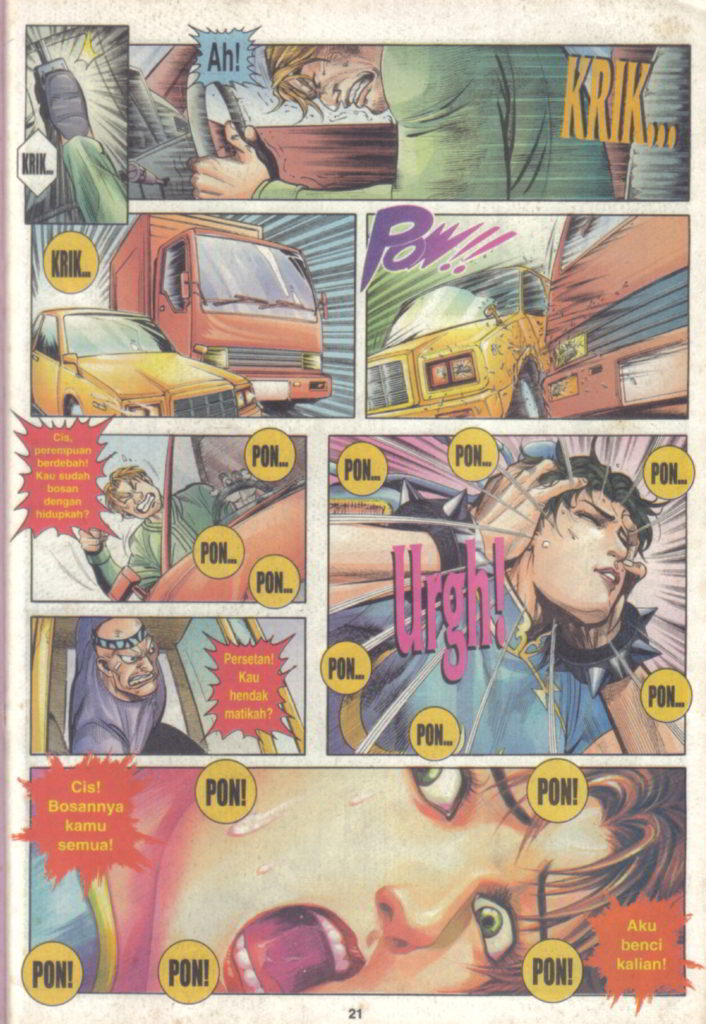 KRIK...
Ah!
KRIK...
KRIK...
POW!!!
Cis,
perempuan
berdebah!
Kau sudah
bosan
dengan
hidupkah?
PON...
PON...
PON...
PON...
PON...
PON...
Urgh!
PON...
PON...
PON...
Persetan!
Kau
hendak
matikah?
Cis!
Bosannya
kamu
semua!
PON!
PON!
PON!
PON!
PON!
Aku
benci
kalian!
21